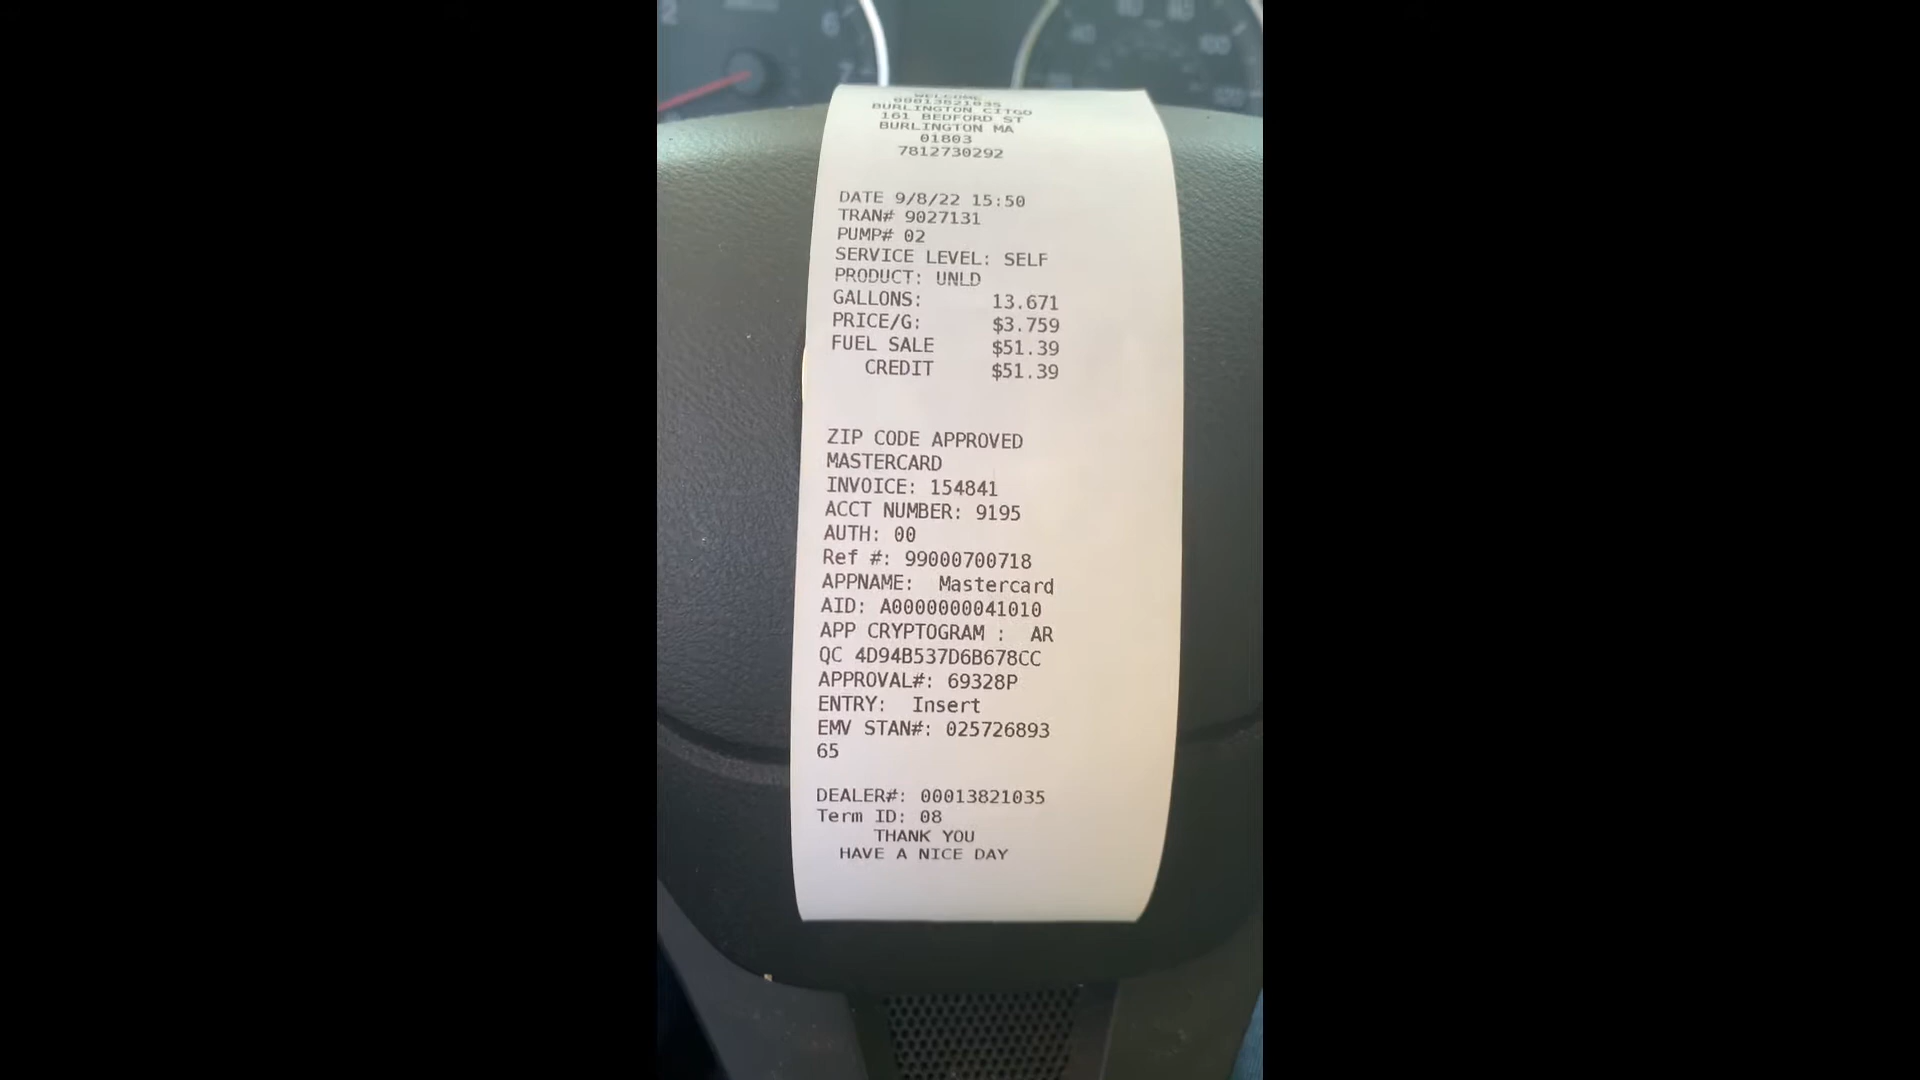 WELCOME
00013821035
BURLINGTON CITGO
161 BEDFORD ST
BURLINGTON MA
01803
7812730292
DATE 9/8/22 15:50
TRAN# 9027131
PUMP# 02
SERVICE LEVEL: SELF
PRODUCT: UNLD
GALLONS: 13.671
PRICE/G: $3.759
FUEL SALE $51.39
CREDIT $51.39
ZIP CODE APPROVED
MASTERCARD
INVOICE: 154841
ACCT NUMBER: 9195
AUTH: 00
Ref #: 99000700718
APPNAME: Mastercard
AID: A0000000041010
APP CRYPTOGRAM : AR
QC 4D94B537D6B678CC
APPROVAL#: 69328P
ENTRY: Insert
EMV STAN#: 025726893
65
DEALER#: 00013821035
Term ID: 08
THANK YOU
HAVE A NICE DAY